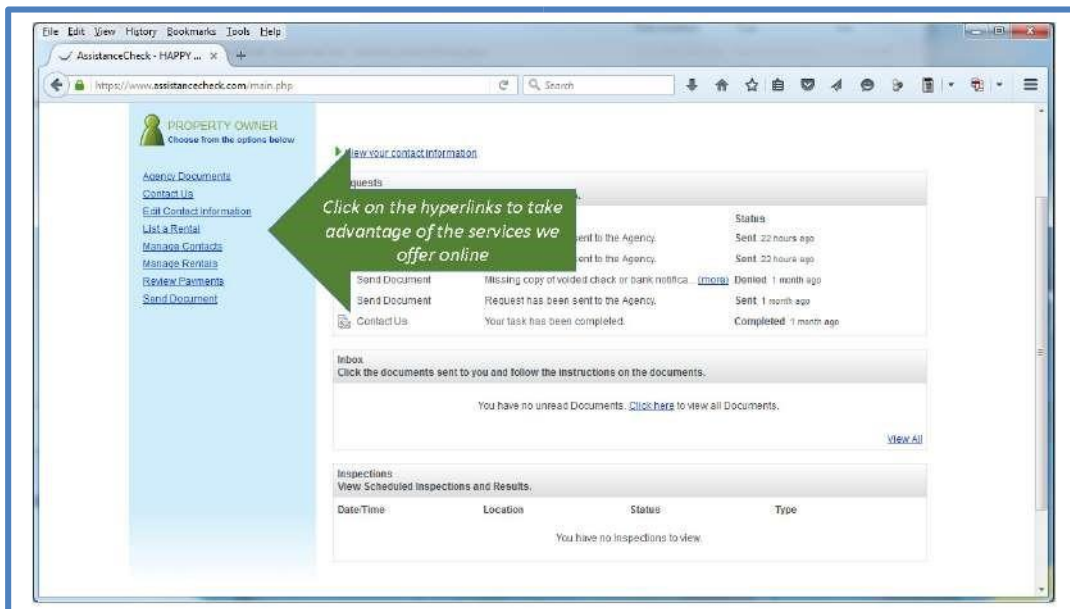 File Edit View History Bookmarks Tools Help
AssistanceCheck - HAPPY ... × +
https://www.assistancecheck.com/main.php Search
PROPERTY OWNER
Choose from the options below
Agency Documents
Contact Us
Edit Contact Information
List a Rental
Manage Contacts
Manage Rentals
Review Payments
Send Document
View your contact information
Click on the hyperlinks to take
advantage of the services we
offer online
quests
Status
ent to the Agency. Sent 22 hours ago
ent to the Agency. Sent 22 hours ago
Send Document Missing copy of voided check or bank notifica... (more) Denied 1 month ago
Send Document Request has been sent to the Agency. Sent 1 month ago
Contact Us Your task has been completed. Completed 1 month ago
Inbox
Click the documents sent to you and follow the instructions on the documents.
You have no unread Documents. Click here to view all Documents.
View All
Inspections
View Scheduled Inspections and Results.
Date/Time Location Status Type
You have no inspections to view.